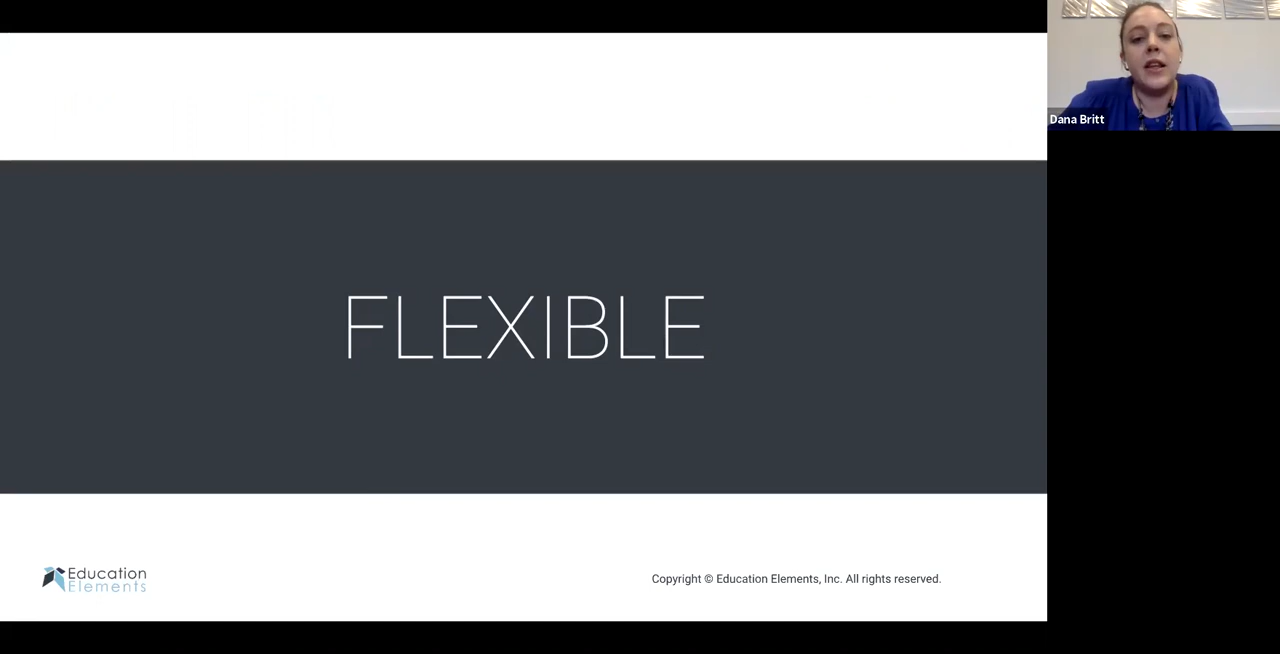 Dana Britt
FLEXIBLE
Education
Elements
Copyright © Education Elements, Inc. All rights reserved.